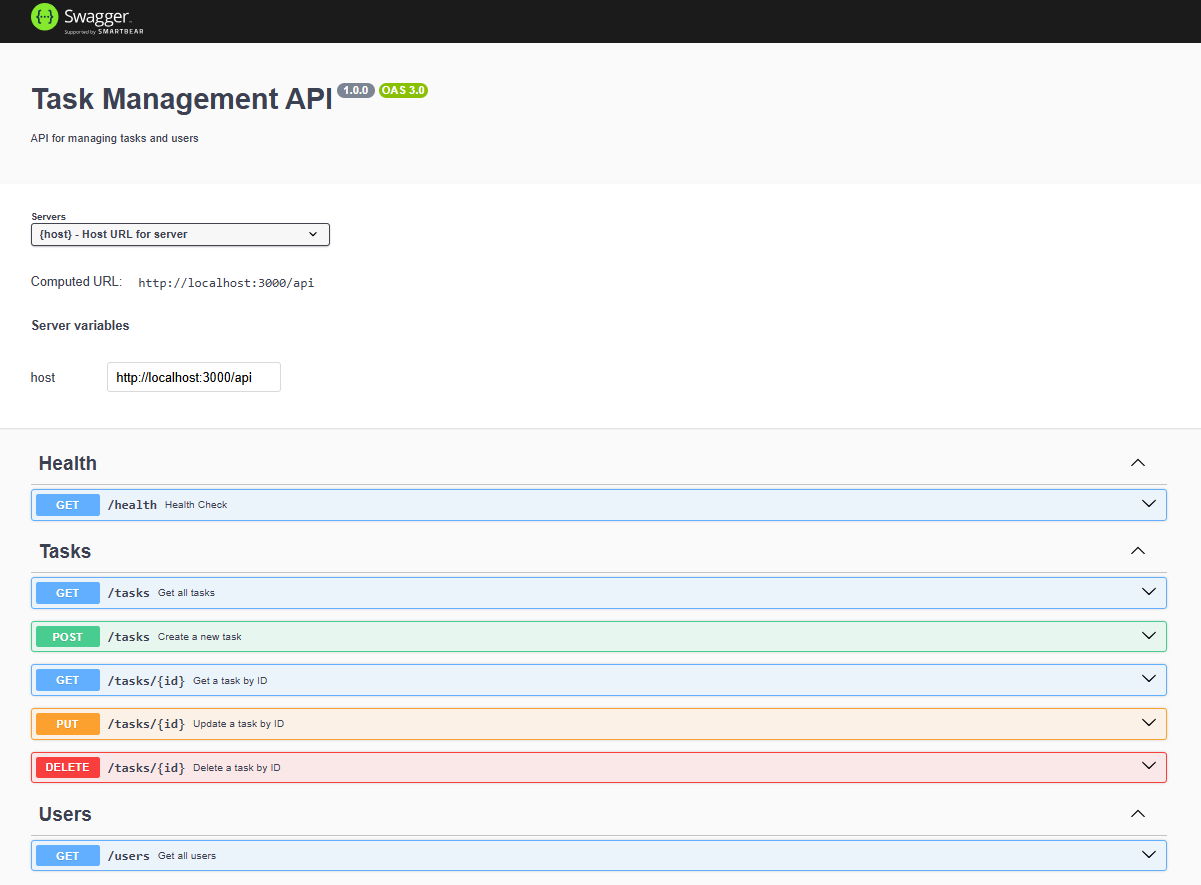 Swagger.
Supported by SMARTBEAR
Task Management API 1.0.0 OAS 3.0
API for managing tasks and users
Servers
{host} - Host URL for server
Computed URL: http://localhost:3000/api
Server variables
host http://localhost:3000/api
Health
GET /health Health Check
Tasks
GET /tasks Get all tasks
POST /tasks Create a new task
GET /tasks/{id} Get a task by ID
PUT /tasks/{id} Update a task by ID
DELETE /tasks/{id} Delete a task by ID
Users
GET /users Get all users